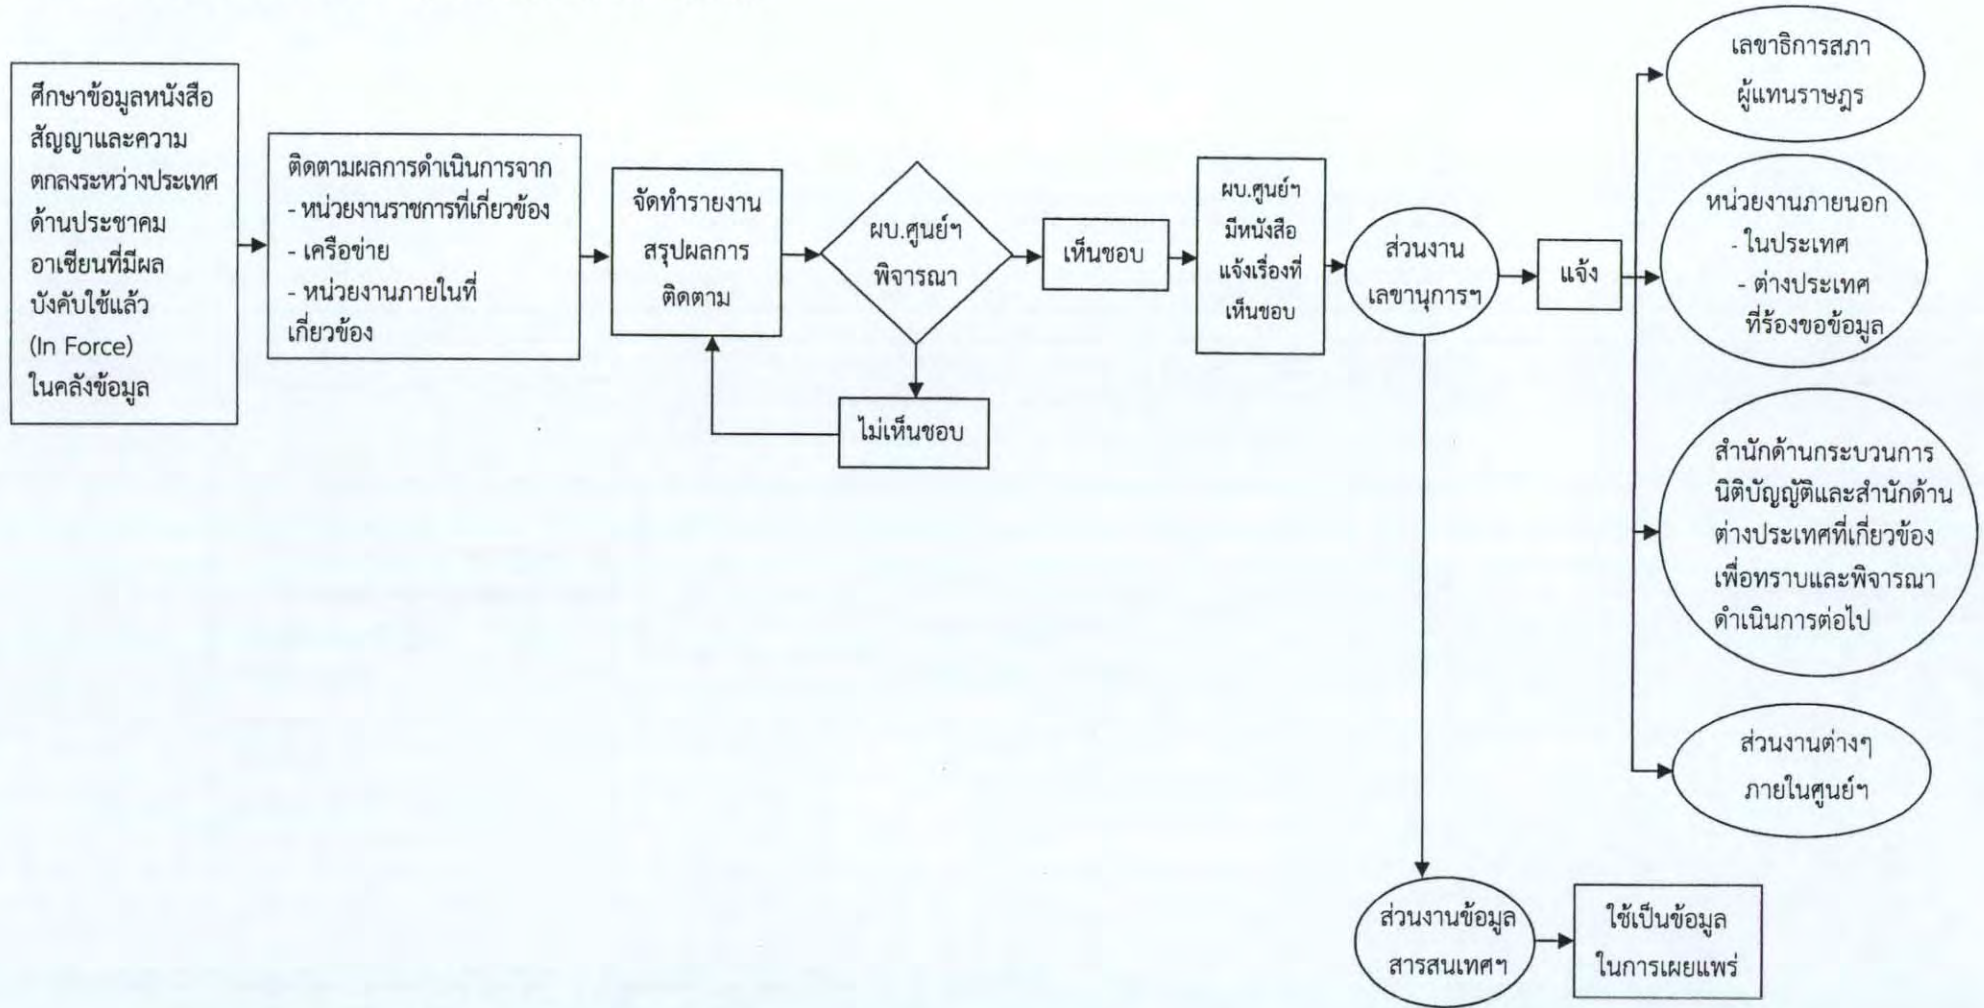 ศึกษาข้อมูลหนังสือ
สัญญาและความ
ตกลงระหว่างประเทศ
ด้านประชาคม
อาเซียนที่มีผล
บังคับใช้แล้ว
(In Force)
ในคลังข้อมูล
ติดตามผลการดำเนินการจาก
- หน่วยงานราชการที่เกี่ยวข้อง
- เครือข่าย
- หน่วยงานภายในที่
เกี่ยวข้อง
จัดทำรายงาน
สรุปผลการ
ติดตาม
ผบ.ศูนย์ฯ
พิจารณา
ไม่เห็นชอบ
เห็นชอบ
ผบ.ศูนย์ฯ
มีหนังสือ
แจ้งเรื่องที่
เห็นชอบ
ส่วนงาน
เลขานุการฯ
แจ้ง
เลขาธิการสภา
ผู้แทนราษฎร
หน่วยงานภายนอก
- ในประเทศ
- ต่างประเทศ
ที่ร้องขอข้อมูล
สำนักด้านกระบวนการ
นิติบัญญัติและสำนักด้าน
ต่างประเทศที่เกี่ยวข้อง
เพื่อทราบและพิจารณา
ดำเนินการต่อไป
ส่วนงานต่างๆ
ภายในศูนย์ฯ
ส่วนงานข้อมูล
สารสนเทศฯ
ใช้เป็นข้อมูล
ในการเผยแพร่